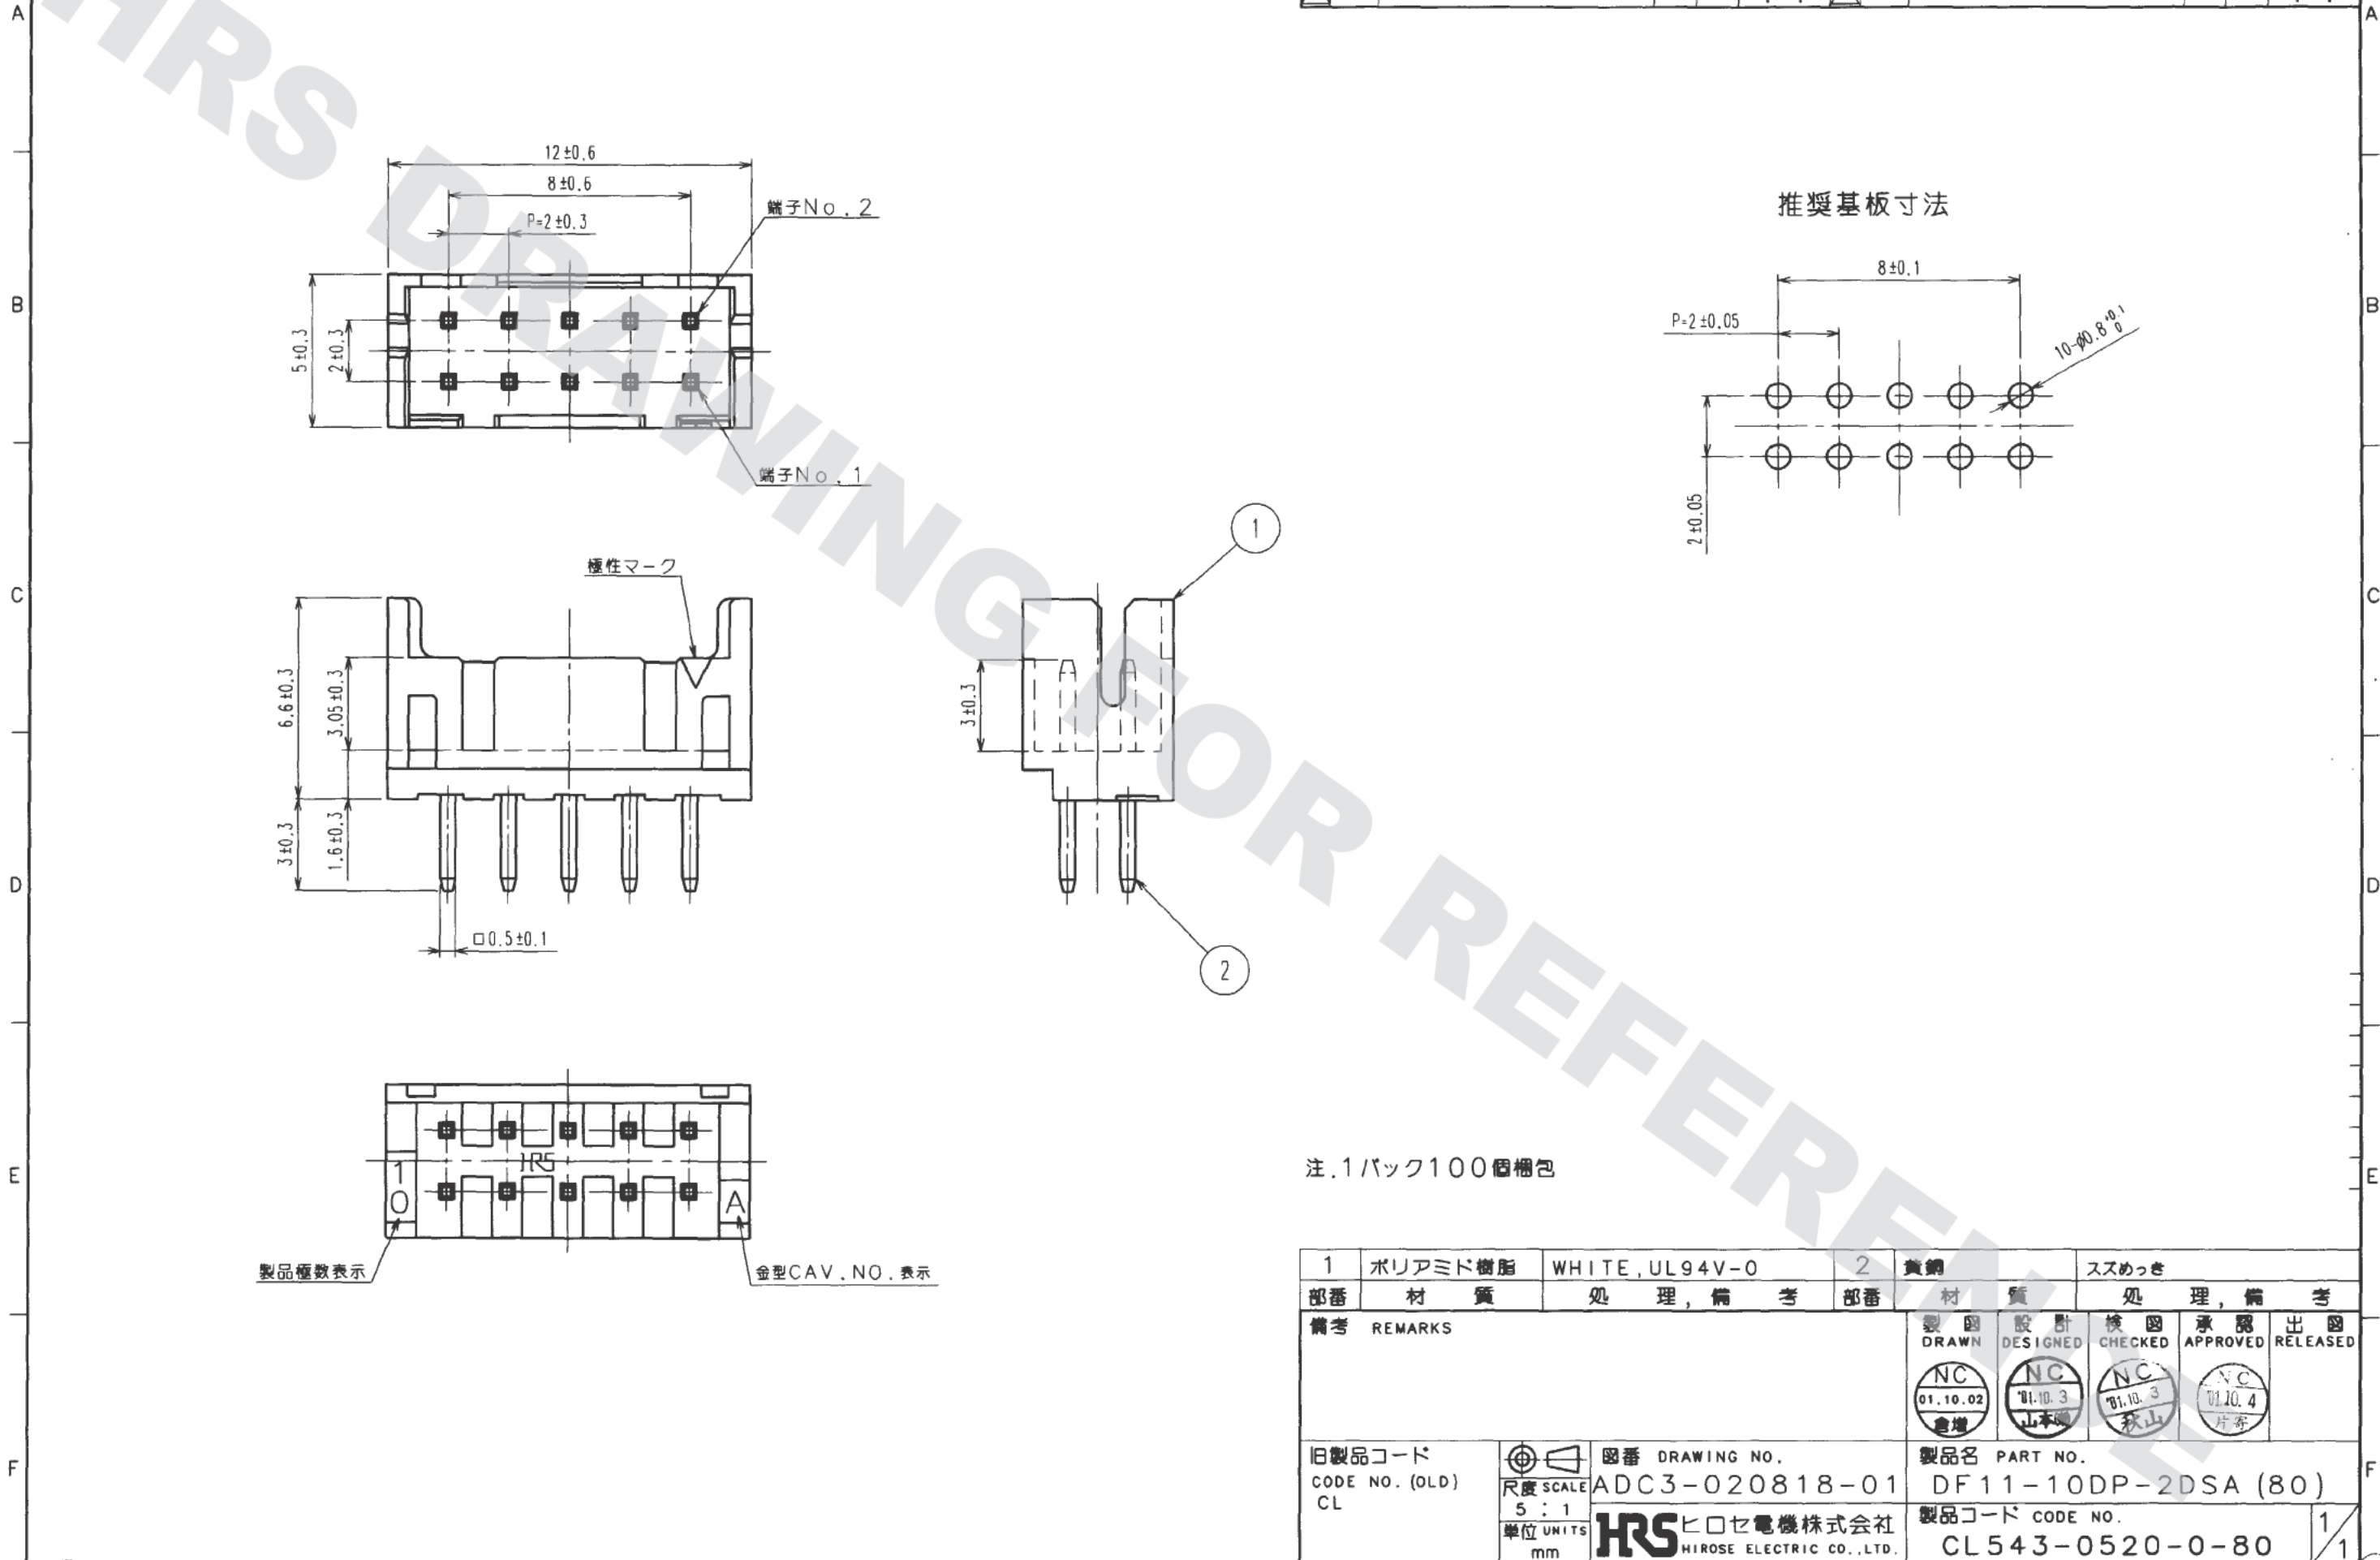 HRS DRAWING FOR REFERENCE
A
A
B
B
C
C
D
D
E
E
F
F
12±0.6
8±0.6
P=2±0.3
端子No.2
5±0.3
2±0.3
端子No.1
推奨基板寸法
8±0.1
P=2±0.05
10-φ0.8 +0.1 0
2±0.05
極性マーク
6.6±0.3
3.05±0.3
3±0.3
1.6±0.3
□0.5±0.1
3±0.3
1
2
HRS
10
A
製品極数表示
金型CAV.NO.表示
注.1パック100個梱包
1 ポリアミド樹脂 WHITE,UL94V-0 2 黄銅 スズめっき
部番 材 質 処 理,備 考 部番 材 質 処 理,備 考
備考 REMARKS
製図 設計 検図 承認 出図
DRAWN DESIGNED CHECKED APPROVED RELEASED
NC NC NC NC
01.10.02 '01.10.3 '01.10.3 '01.10.4
倉増 山本 秋山 片寄
旧製品コード
CODE NO.(OLD)
CL
尺度 SCALE
5:1
単位 UNITS
mm
図番 DRAWING NO.
ADC3-020818-01
HRS ヒロセ電機株式会社
HIROSE ELECTRIC CO.,LTD.
製品名 PART NO.
DF11-10DP-2DSA(80)
製品コード CODE NO.
CL543-0520-0-80
1/1